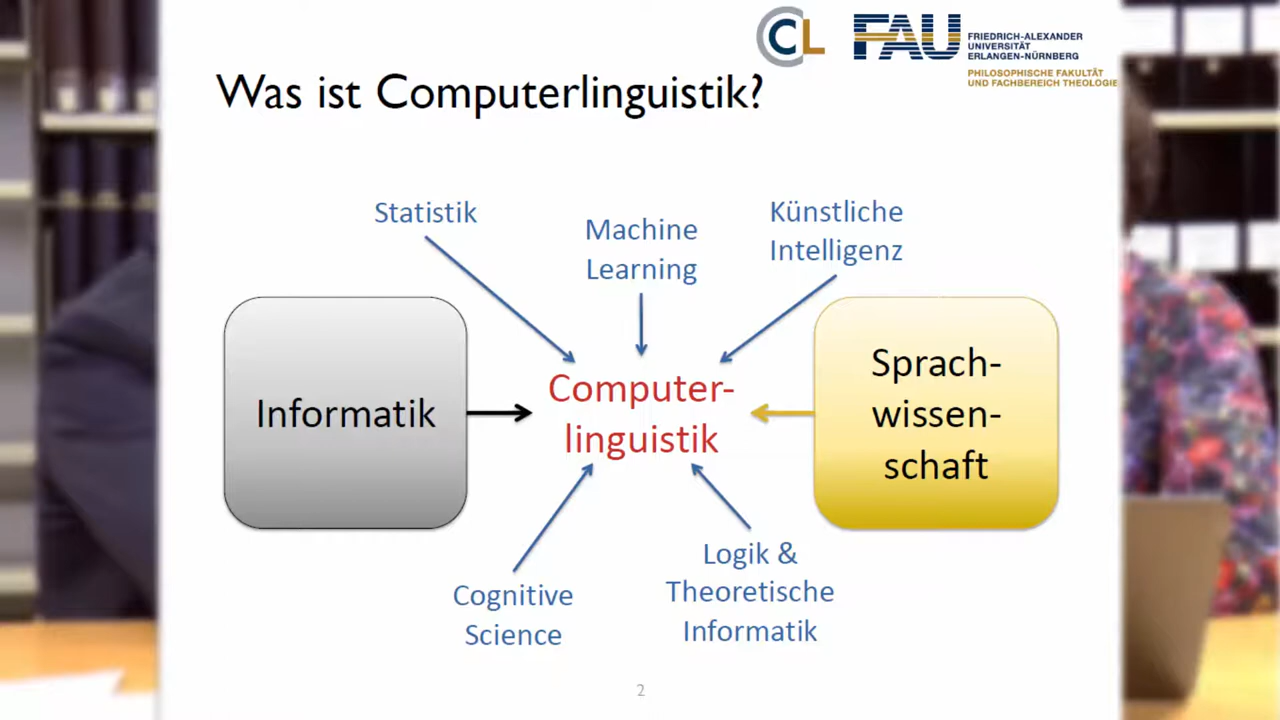 CL
FAU
FRIEDRICH-ALEXANDER
UNIVERSITÄT
ERLANGEN-NÜRNBERG
PHILOSOPHISCHE FAKULTÄT
UND FACHBEREICH THEOLOGIE
Was ist Computerlinguistik?
Statistik
Machine
Learning
Künstliche
Intelligenz
Informatik
Computer-
linguistik
Sprach-
wissen-
schaft
Cognitive
Science
Logik &
Theoretische
Informatik
2